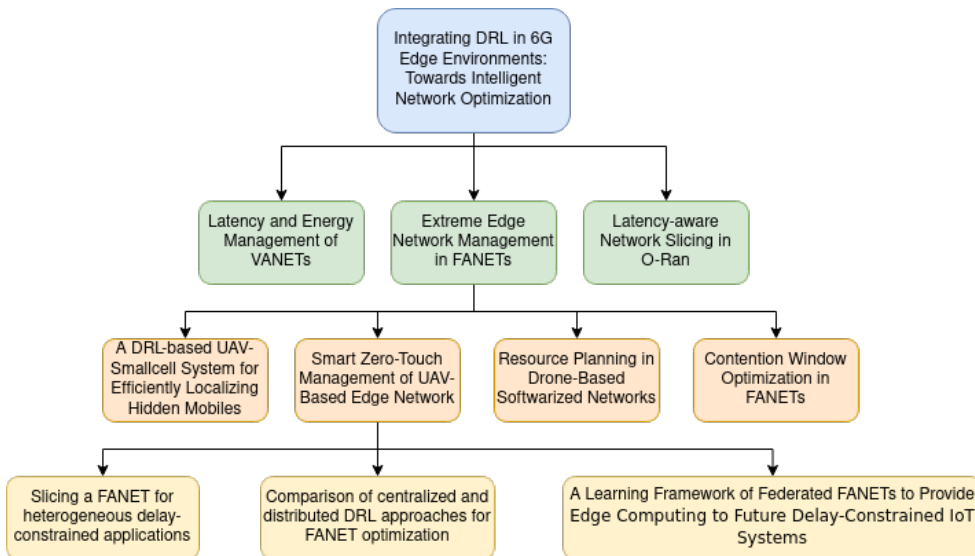 Integrating DRL in 6G
Edge Environments:
Towards Intelligent
Network Optimization
Latency and Energy
Management of
VANETs
Extreme Edge
Network Management
in FANETs
Latency-aware
Network Slicing in
O-Ran
A DRL-based UAV-
Smallcell System for
Efficiently Localizing
Hidden Mobiles
Smart Zero-Touch
Management of UAV-
Based Edge Network
Resource Planning in
Drone-Based
Softwarized Networks
Contention Window
Optimization in
FANETs
Slicing a FANET for
heterogeneous delay-
constrained applications
Comparison of centralized and
distributed DRL approaches for
FANET optimization
A Learning Framework of Federated FANETs to Provide
Edge Computing to Future Delay-Constrained IoT
Systems